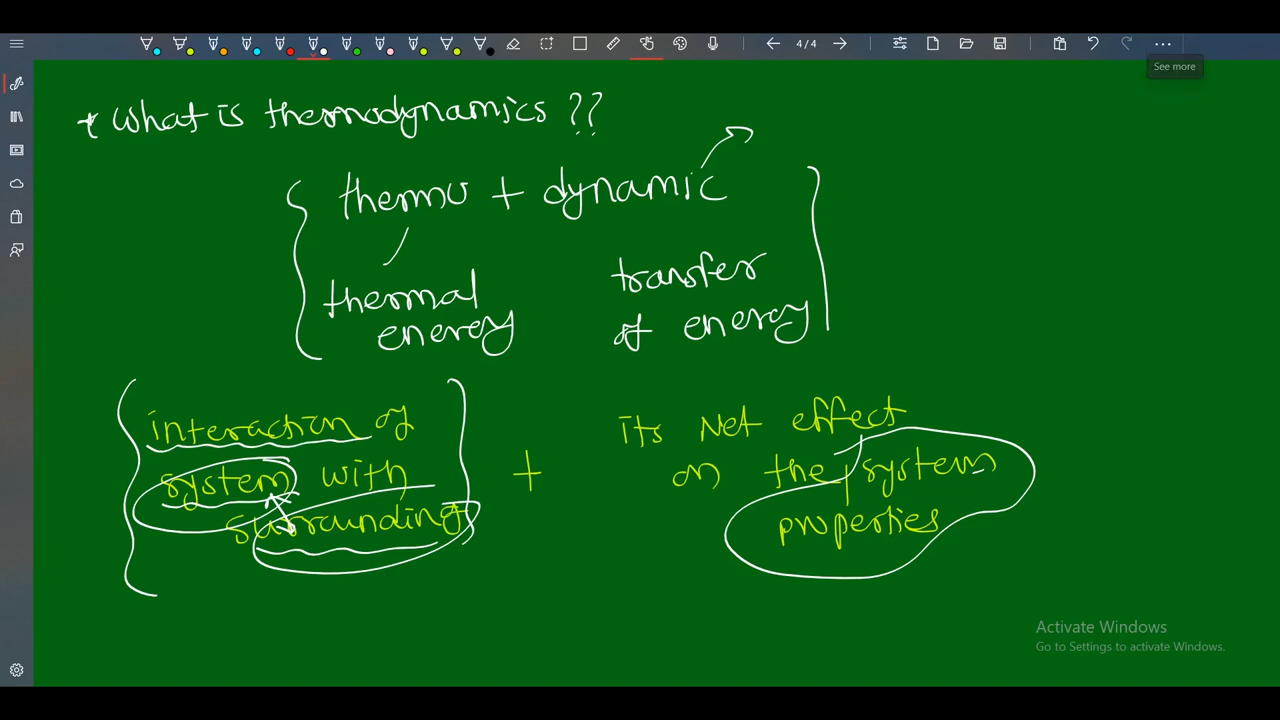 4/4
See more
* What is thermodynamics ??
thermo + dynamic
thermal
energy
transfer
of energy
interaction of
system with
surrounding
+
its Net effect
on the system
properties
Activate Windows
Go to Settings to activate Windows.